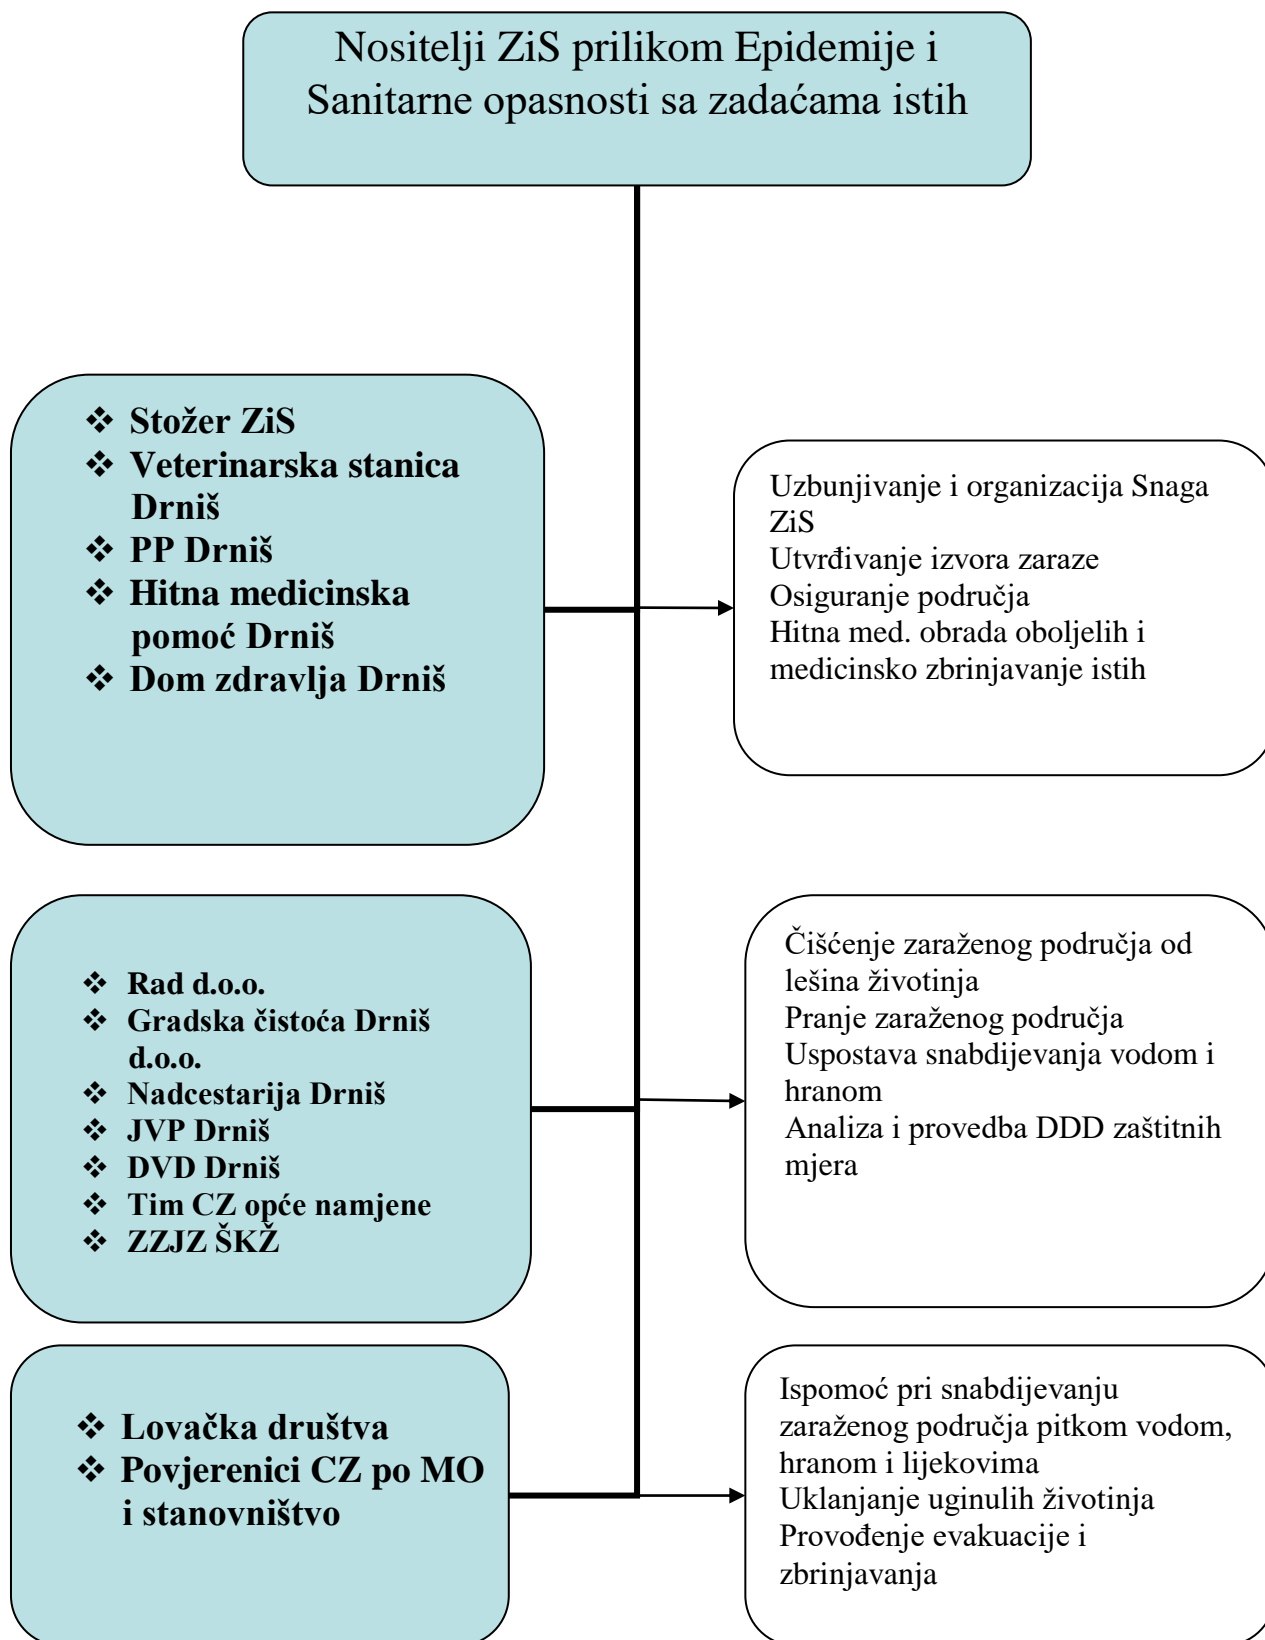 Nositelji ZiS prilikom Epidemije i
Sanitarne opasnosti sa zadaćama istih
❖ Stožer ZiS
❖ Veterinarska stanica
Drniš
❖ PP Drniš
❖ Hitna medicinska
pomoć Drniš
❖ Dom zdravlja Drniš
Uzbunjivanje i organizacija Snaga
ZiS
Utvrđivanje izvora zaraze
Osiguranje područja
Hitna med. obrada oboljelih i
medicinsko zbrinjavanje istih
❖ Rad d.o.o.
❖ Gradska čistoća Drniš
d.o.o.
❖ Nadcestarija Drniš
❖ JVP Drniš
❖ DVD Drniš
❖ Tim CZ opće namjene
❖ ZZJZ ŠKŽ
Čišćenje zaraženog područja od
lešina životinja
Pranje zaraženog područja
Uspostava snabdijevanja vodom i
hranom
Analiza i provedba DDD zaštitnih
mjera
❖ Lovačka društva
❖ Povjerenici CZ po MO
i stanovništvo
Ispomoć pri snabdijevanju
zaraženog područja pitkom vodom,
hranom i lijekovima
Uklanjanje uginulih životinja
Provođenje evakuacije i
zbrinjavanja